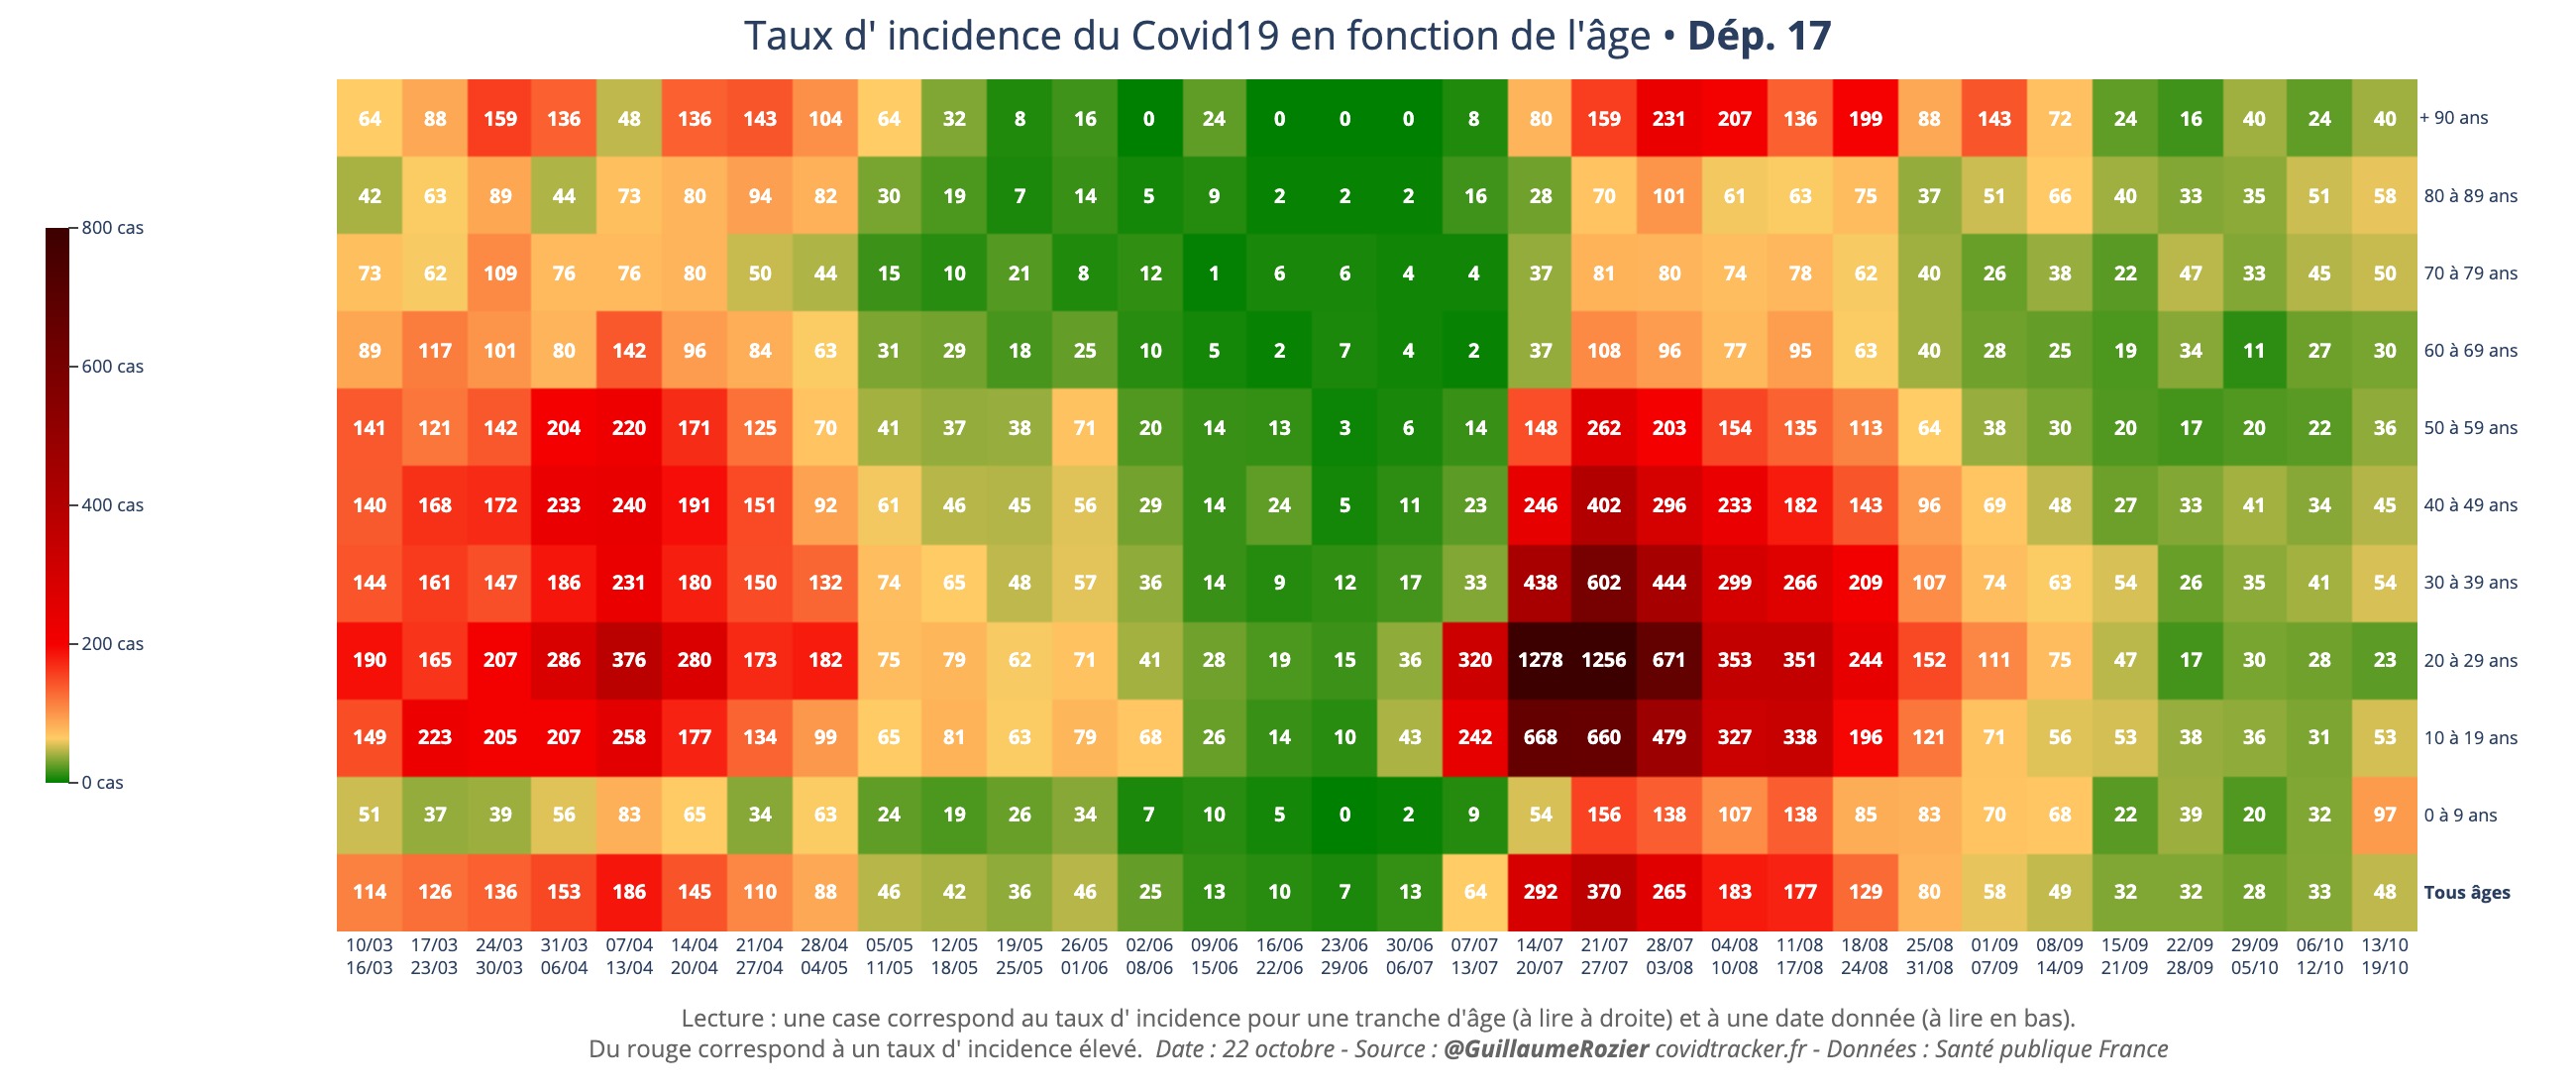 Taux d' incidence du Covid19 en fonction de l'âge • Dép. 17
64 88 159 136 48 136 143 104 64 32 8 16 0 24 0 0 0 8 80 159 231 207 136 199 88 143 72 24 16 40 24 40 + 90 ans
42 63 89 44 73 80 94 82 30 19 7 14 5 9 2 2 2 16 28 70 101 61 63 75 37 51 66 40 33 35 51 58 80 à 89 ans
800 cas
73 62 109 76 76 80 50 44 15 10 21 8 12 1 6 6 4 4 37 81 80 74 78 62 40 26 38 22 47 33 45 50 70 à 79 ans
89 117 101 80 142 96 84 63 31 29 18 25 10 5 2 7 4 2 37 108 96 77 95 63 40 28 25 19 34 11 27 30 60 à 69 ans
600 cas
141 121 142 204 220 171 125 70 41 37 38 71 20 14 13 3 6 14 148 262 203 154 135 113 64 38 30 20 17 20 22 36 50 à 59 ans
400 cas
140 168 172 233 240 191 151 92 61 46 45 56 29 14 24 5 11 23 246 402 296 233 182 143 96 69 48 27 33 41 34 45 40 à 49 ans
144 161 147 186 231 180 150 132 74 65 48 57 36 14 9 12 17 33 438 602 444 299 266 209 107 74 63 54 26 35 41 54 30 à 39 ans
200 cas
190 165 207 286 376 280 173 182 75 79 62 71 41 28 19 15 36 320 1278 1256 671 353 351 244 152 111 75 47 17 30 28 23 20 à 29 ans
149 223 205 207 258 177 134 99 65 81 63 79 68 26 14 10 43 242 668 660 479 327 338 196 121 71 56 53 38 36 31 53 10 à 19 ans
0 cas
51 37 39 56 83 65 34 63 24 19 26 34 7 10 5 0 2 9 54 156 138 107 138 85 83 70 68 22 39 20 32 97 0 à 9 ans
114 126 136 153 186 145 110 88 46 42 36 46 25 13 10 7 13 64 292 370 265 183 177 129 80 58 49 32 32 28 33 48 Tous âges
10/03 17/03 24/03 31/03 07/04 14/04 21/04 28/04 05/05 12/05 19/05 26/05 02/06 09/06 16/06 23/06 30/06 07/07 14/07 21/07 28/07 04/08 11/08 18/08 25/08 01/09 08/09 15/09 22/09 29/09 06/10 13/10
16/03 23/03 30/03 06/04 13/04 20/04 27/04 04/05 11/05 18/05 25/05 01/06 08/06 15/06 22/06 29/06 06/07 13/07 20/07 27/07 03/08 10/08 17/08 24/08 31/08 07/09 14/09 21/09 28/09 05/10 12/10 19/10
Lecture : une case correspond au taux d' incidence pour une tranche d'âge (à lire à droite) et à une date donnée (à lire en bas).
Du rouge correspond à un taux d' incidence élevé. Date : 22 octobre - Source : @GuillaumeRozier covidtracker.fr - Données : Santé publique France